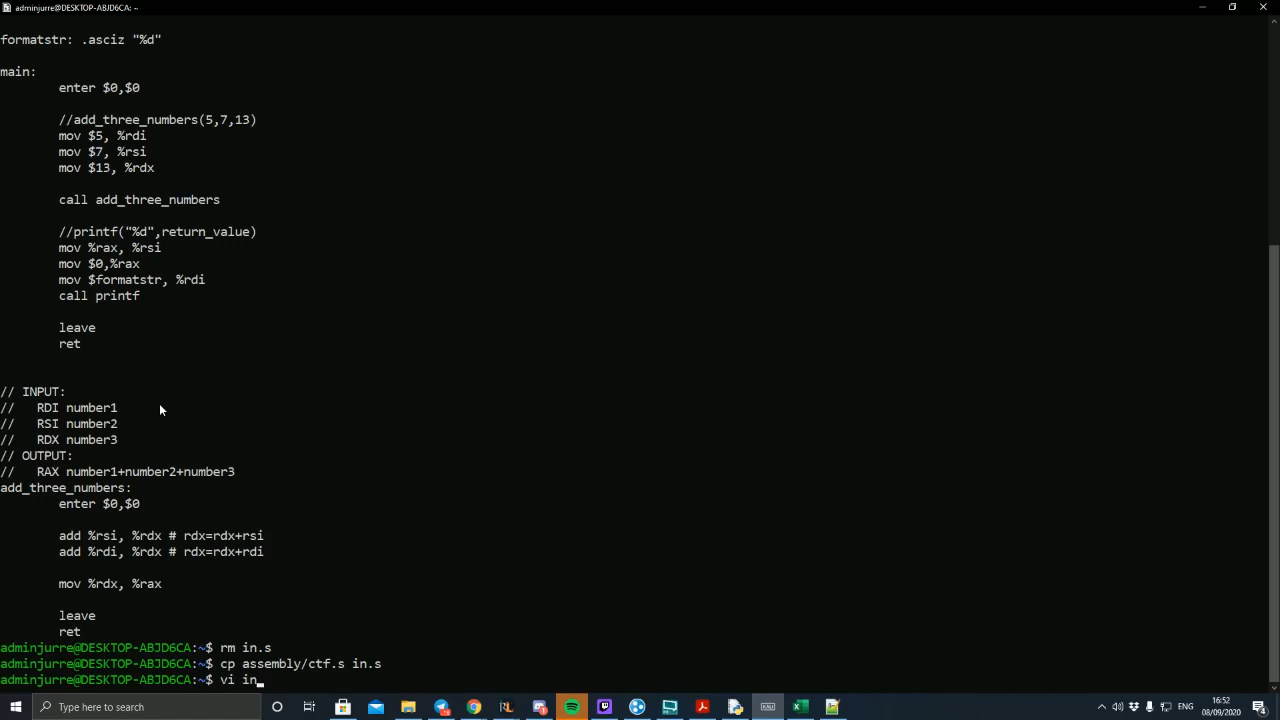 adminjurre@DESKTOP-ABJD6CA: ~
formatstr: .asciz "%d"
main:
enter $0,$0
//add_three_numbers(5,7,13)
mov $5, %rdi
mov $7, %rsi
mov $13, %rdx
call add_three_numbers
//printf("%d",return_value)
mov %rax, %rsi
mov $0,%rax
mov $formatstr, %rdi
call printf
leave
ret
// INPUT:
// RDI number1
// RSI number2
// RDX number3
// OUTPUT:
// RAX number1+number2+number3
add_three_numbers:
enter $0,$0
add %rsi, %rdx # rdx=rdx+rsi
add %rdi, %rdx # rdx=rdx+rdi
mov %rdx, %rax
leave
ret
adminjurre@DESKTOP-ABJD6CA:~$ rm in.s
adminjurre@DESKTOP-ABJD6CA:~$ cp assembly/ctf.s in.s
adminjurre@DESKTOP-ABJD6CA:~$ vi in
Type here to search
ENG
16:52
08/09/2020